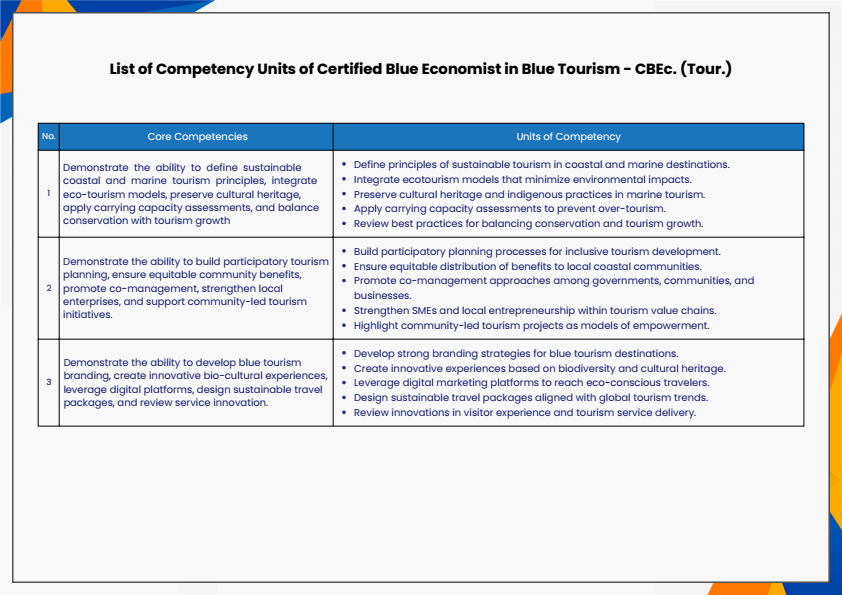 List of Competency Units of Certified Blue Economist in Blue Tourism - CBEc. (Tour.)
No.
Core Competencies
Units of Competency
1
Demonstrate the ability to define sustainable
coastal and marine tourism principles, integrate
eco-tourism models, preserve cultural heritage,
apply carrying capacity assessments, and balance
conservation with tourism growth
• Define principles of sustainable tourism in coastal and marine destinations.
• Integrate ecotourism models that minimize environmental impacts.
• Preserve cultural heritage and indigenous practices in marine tourism.
• Apply carrying capacity assessments to prevent over-tourism.
• Review best practices for balancing conservation and tourism growth.
2
Demonstrate the ability to build participatory tourism
planning, ensure equitable community benefits,
promote co-management, strengthen local
enterprises, and support community-led tourism
initiatives.
• Build participatory planning processes for inclusive tourism development.
• Ensure equitable distribution of benefits to local coastal communities.
• Promote co-management approaches among governments, communities, and
businesses.
• Strengthen SMEs and local entrepreneurship within tourism value chains.
• Highlight community-led tourism projects as models of empowerment.
3
Demonstrate the ability to develop blue tourism
branding, create innovative bio-cultural experiences,
leverage digital platforms, design sustainable travel
packages, and review service innovation.
• Develop strong branding strategies for blue tourism destinations.
• Create innovative experiences based on biodiversity and cultural heritage.
• Leverage digital marketing platforms to reach eco-conscious travelers.
• Design sustainable travel packages aligned with global tourism trends.
• Review innovations in visitor experience and tourism service delivery.